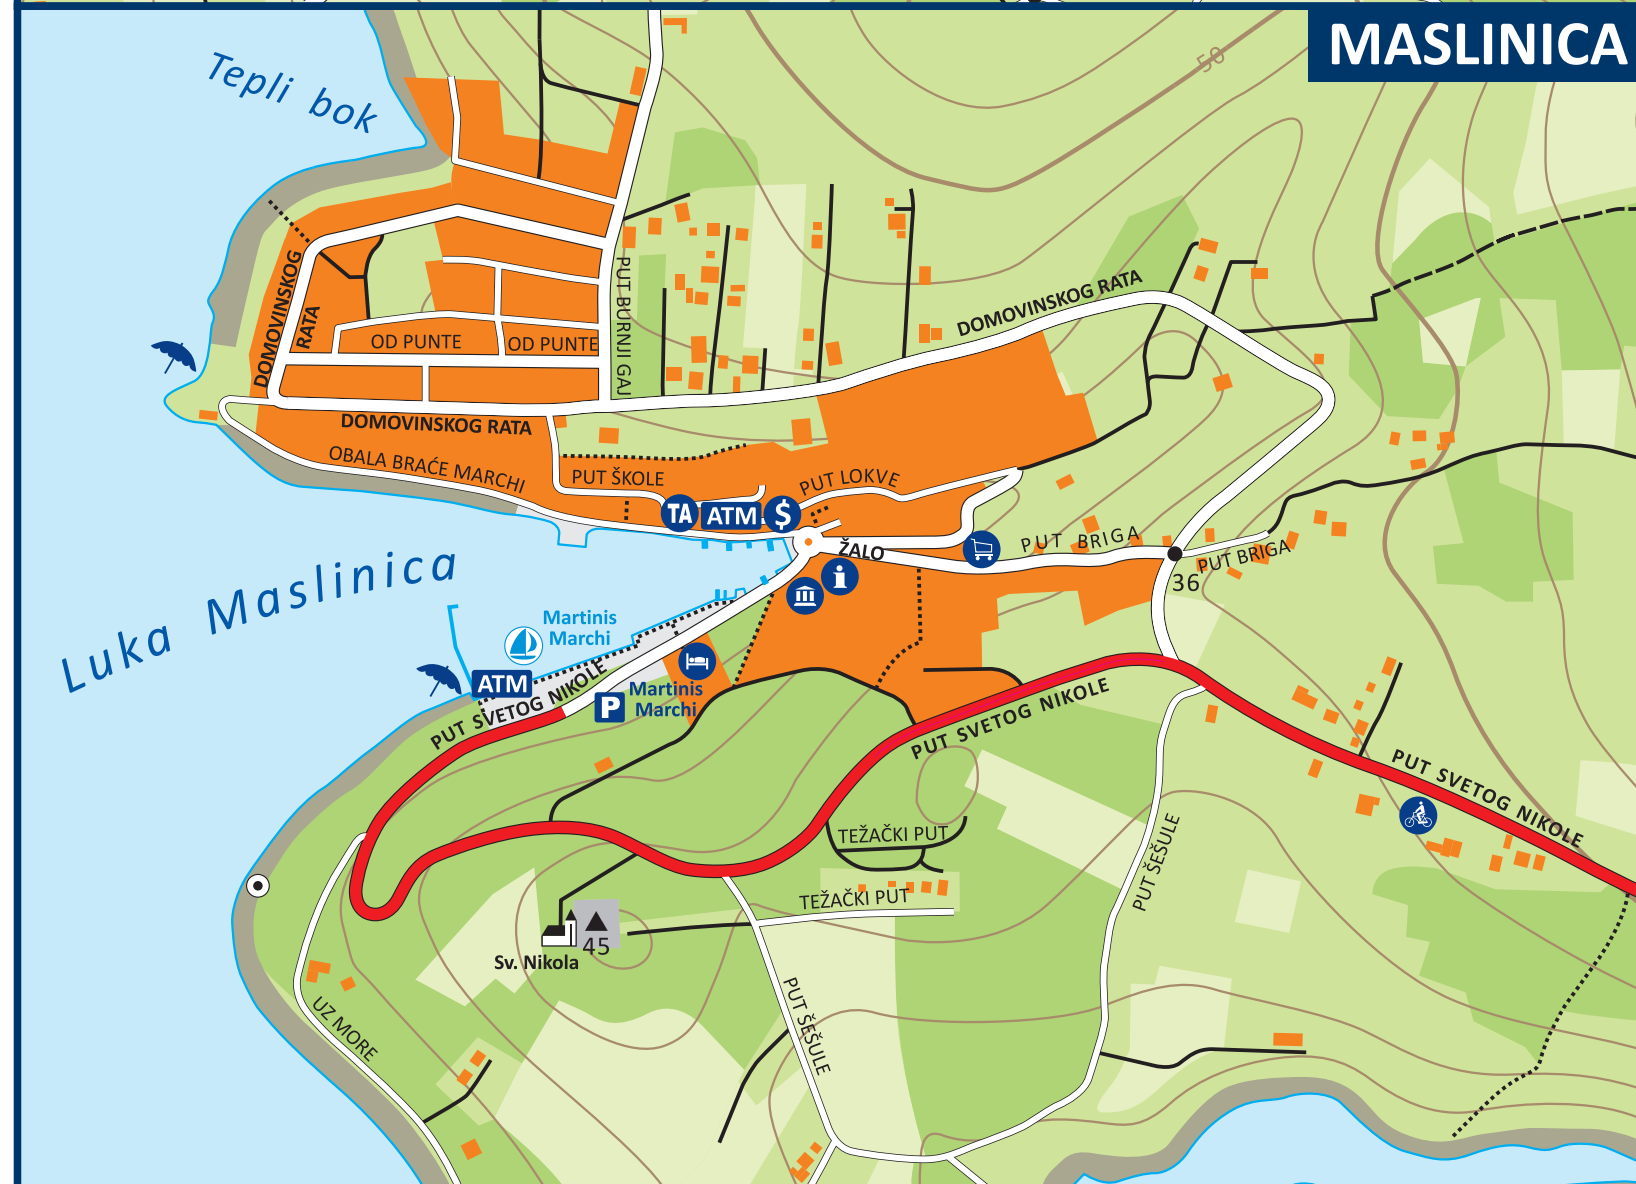 MASLINICA
50
Tepli bok
DOMOVINSKOG
RATA
PUT BURNJI GAJ
DOMOVINSKOG RATA
OD PUNTE
OD PUNTE
DOMOVINSKOG RATA
OBALA BRAĆE MARCHI
PUT ŠKOLE
PUT LOKVE
TA
ATM
$
ŽALO
PUT BRIGA
PUT BRIGA
i
36
Luka Maslinica
Martinis
Marchi
ATM
P
Martinis
Marchi
PUT SVETOG NIKOLE
PUT SVETOG NIKOLE
PUT SVETOG NIKOLE
TEŽAČKI PUT
TEŽAČKI PUT
PUT ŠEŠULE
45
Sv. Nikola
UZ MORE
PUT ŠEŠULE